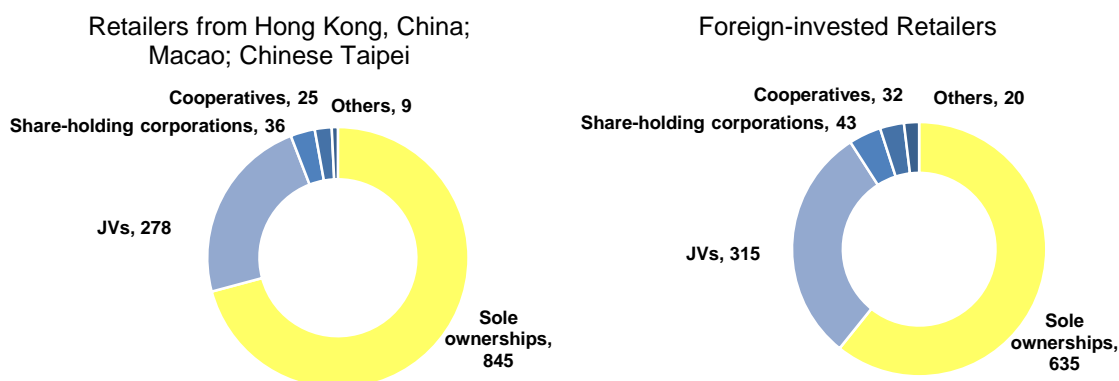 Retailers from Hong Kong, China;
Macao; Chinese Taipei
Cooperatives, 25
Others, 9
Share-holding corporations, 36
JVs, 278
Sole
ownerships,
845
Foreign-invested Retailers
Cooperatives, 32
Others, 20
Share-holding corporations, 43
JVs, 315
Sole
ownerships,
635